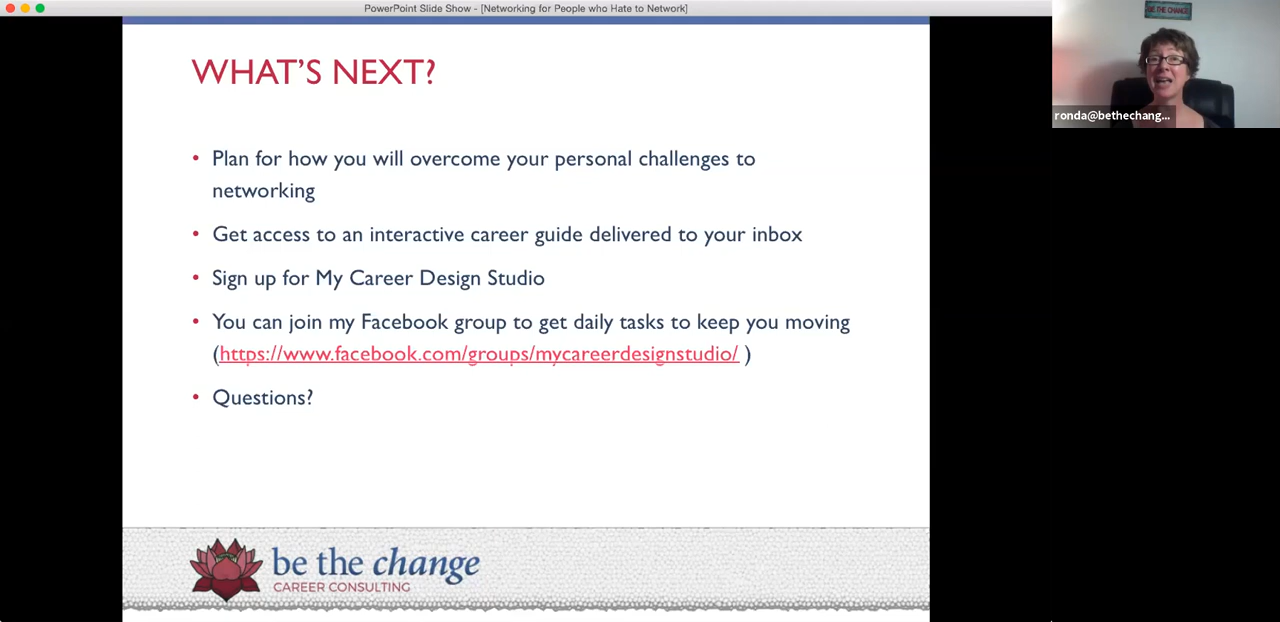 PowerPoint Slide Show - [Networking for People who Hate to Network]
BE THE CHANGE
ronda@bethechang...
WHAT'S NEXT?
• Plan for how you will overcome your personal challenges to
networking
• Get access to an interactive career guide delivered to your inbox
• Sign up for My Career Design Studio
• You can join my Facebook group to get daily tasks to keep you moving
(https://www.facebook.com/groups/mycareerdesignstudio/ )
• Questions?
be the change
CAREER CONSULTING